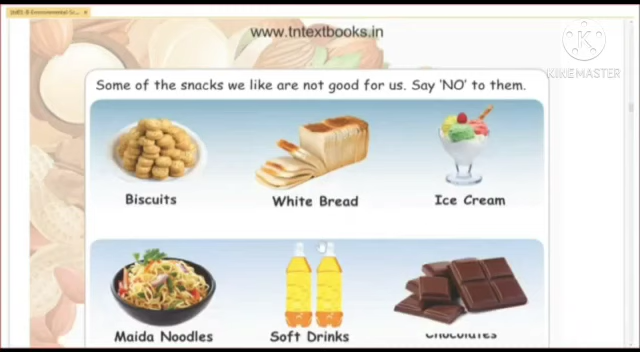 www.tntextbooks.in
KINEMASTER
Some of the snacks we like are not good for us. Say 'NO' to them.
Biscuits
White Bread
Ice Cream
Maida Noodles
Soft Drinks
Chocolates